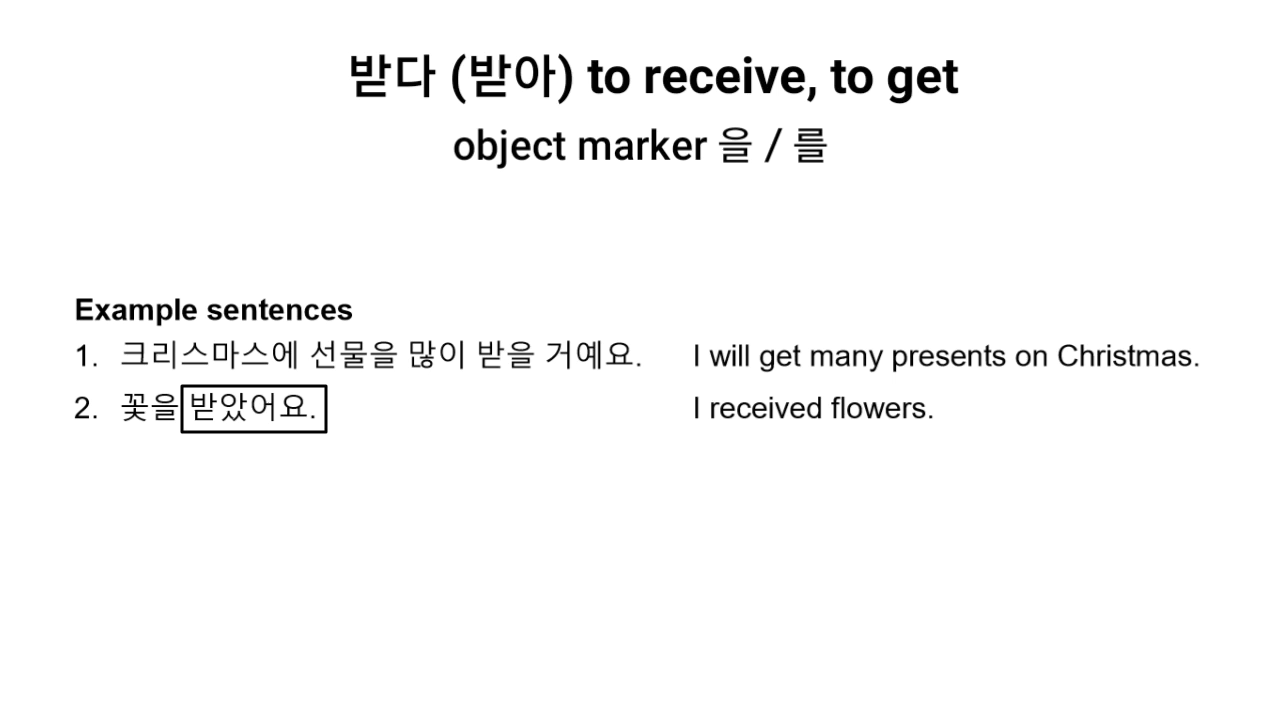 받다 (받아) to receive, to get
object marker 을 / 를
Example sentences
1. 크리스마스에 선물을 많이 받을 거예요. I will get many presents on Christmas.
2. 꽃을 받았어요. I received flowers.